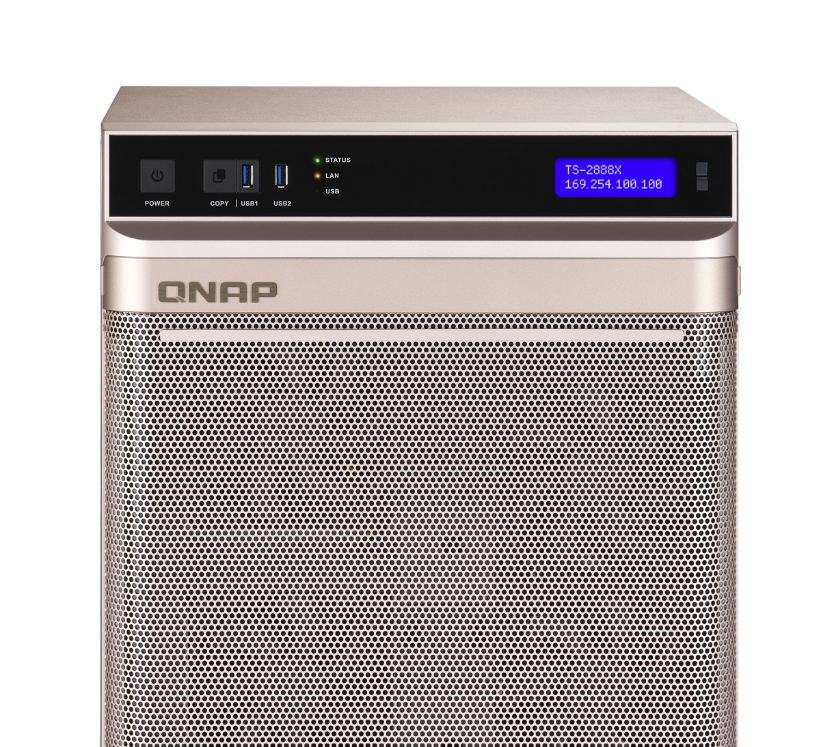 STATUS
LAN
USB
POWER
COPY | USB1
USB2
TS-2888X
169.254.100.100
QNAP